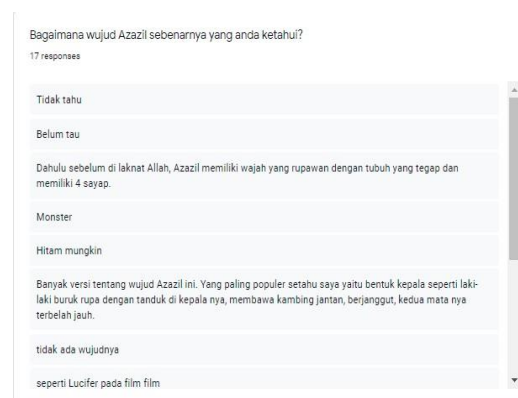 Bagaimana wujud Azazil sebenarnya yang anda ketahui?
17 responses
Tidak tahu
Belum tau
Dahulu sebelum di laknat Allah, Azazil memiliki wajah yang rupawan dengan tubuh yang tegap dan
memiliki 4 sayap.
Monster
Hitam mungkin
Banyak versi tentang wujud Azazil ini. Yang paling populer setahu saya yaitu bentuk kepala seperti laki-
laki buruk rupa dengan tanduk di kepala nya, membawa kambing jantan, berjanggut, kedua mata nya
terbelah jauh.
tidak ada wujudnya
seperti Lucifer pada film film